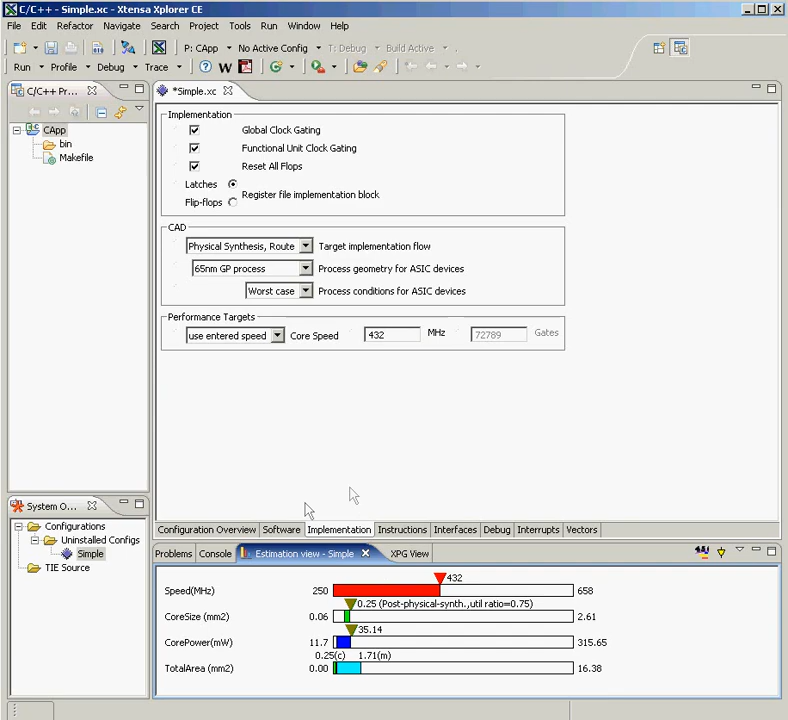 C/C++ - Simple.xc - Xtensa Xplorer CE
File Edit Refactor Navigate Search Project Tools Run Window Help
P: CApp No Active Config T: Debug Build Active
Run Profile Debug Trace
C/C++ Pr...
CApp
bin
Makefile
*Simple.xc
Implementation
Global Clock Gating
Functional Unit Clock Gating
Reset All Flops
Latches
Register file implementation block
Flip-flops
CAD
Physical Synthesis, Route Target implementation flow
65nm GP process Process geometry for ASIC devices
Worst case Process conditions for ASIC devices
Performance Targets
use entered speed Core Speed 432 MHz 72789 Gates
Configuration Overview Software Implementation Instructions Interfaces Debug Interrupts Vectors
System O...
Configurations
Uninstalled Configs
Simple
TIE Source
Problems Console Estimation view - Simple XPG View
432
Speed(MHz) 250 658
0.25 (Post-physical-synth.,util ratio=0.75)
CoreSize (mm2) 0.06 2.61
35.14
CorePower(mW) 11.7 315.65
0.25(c) 1.71(m)
TotalArea (mm2) 0.00 16.38